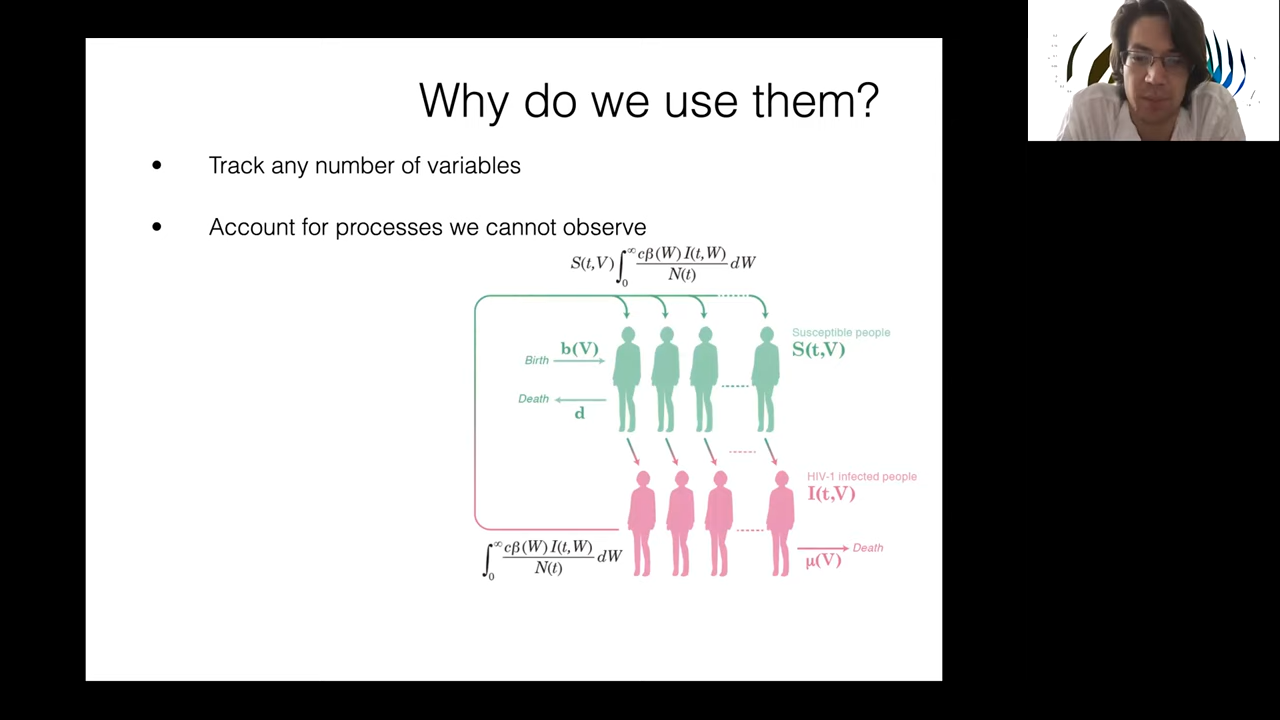 Why do we use them?
• Track any number of variables
• Account for processes we cannot observe
S(t,V) ∫₀^∞ cβ(W) I(t,W) / N(t) dW
Susceptible people
S(t,V)
Birth b(V)
Death d
HIV-1 infected people
I(t,V)
∫₀^∞ cβ(W) I(t,W) / N(t) dW
Death
μ(V)